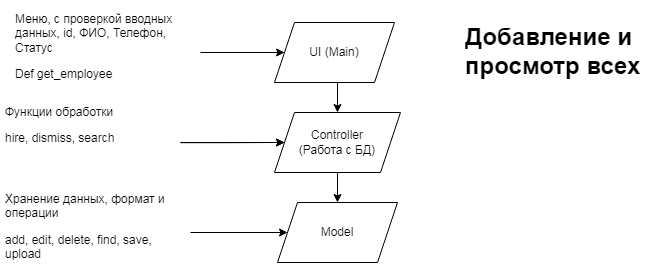 Меню, с проверкой вводных
данных, id, ФИО, Телефон,
Статус
Def get_employee
UI (Main)
Добавление и
просмотр всех
Функции обработки
hire, dismiss, search
Controller
(Работа с БД)
Хранение данных, формат и
операции
add, edit, delete, find, save,
upload
Model